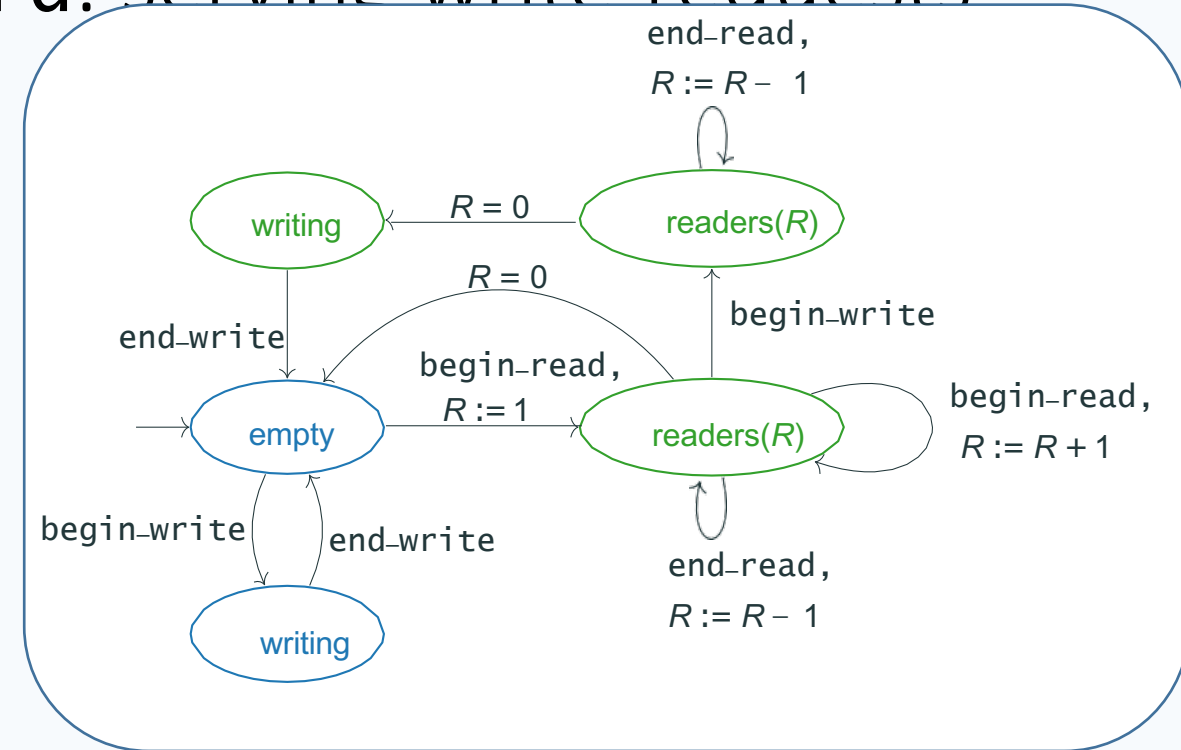 end_read,
R := R − 1
writing
R = 0
readers(R)
R = 0
end_write
begin_write
begin_read,
R := 1
empty
readers(R)
begin_read,
R := R + 1
begin_write
end_write
end_read,
R := R − 1
writing